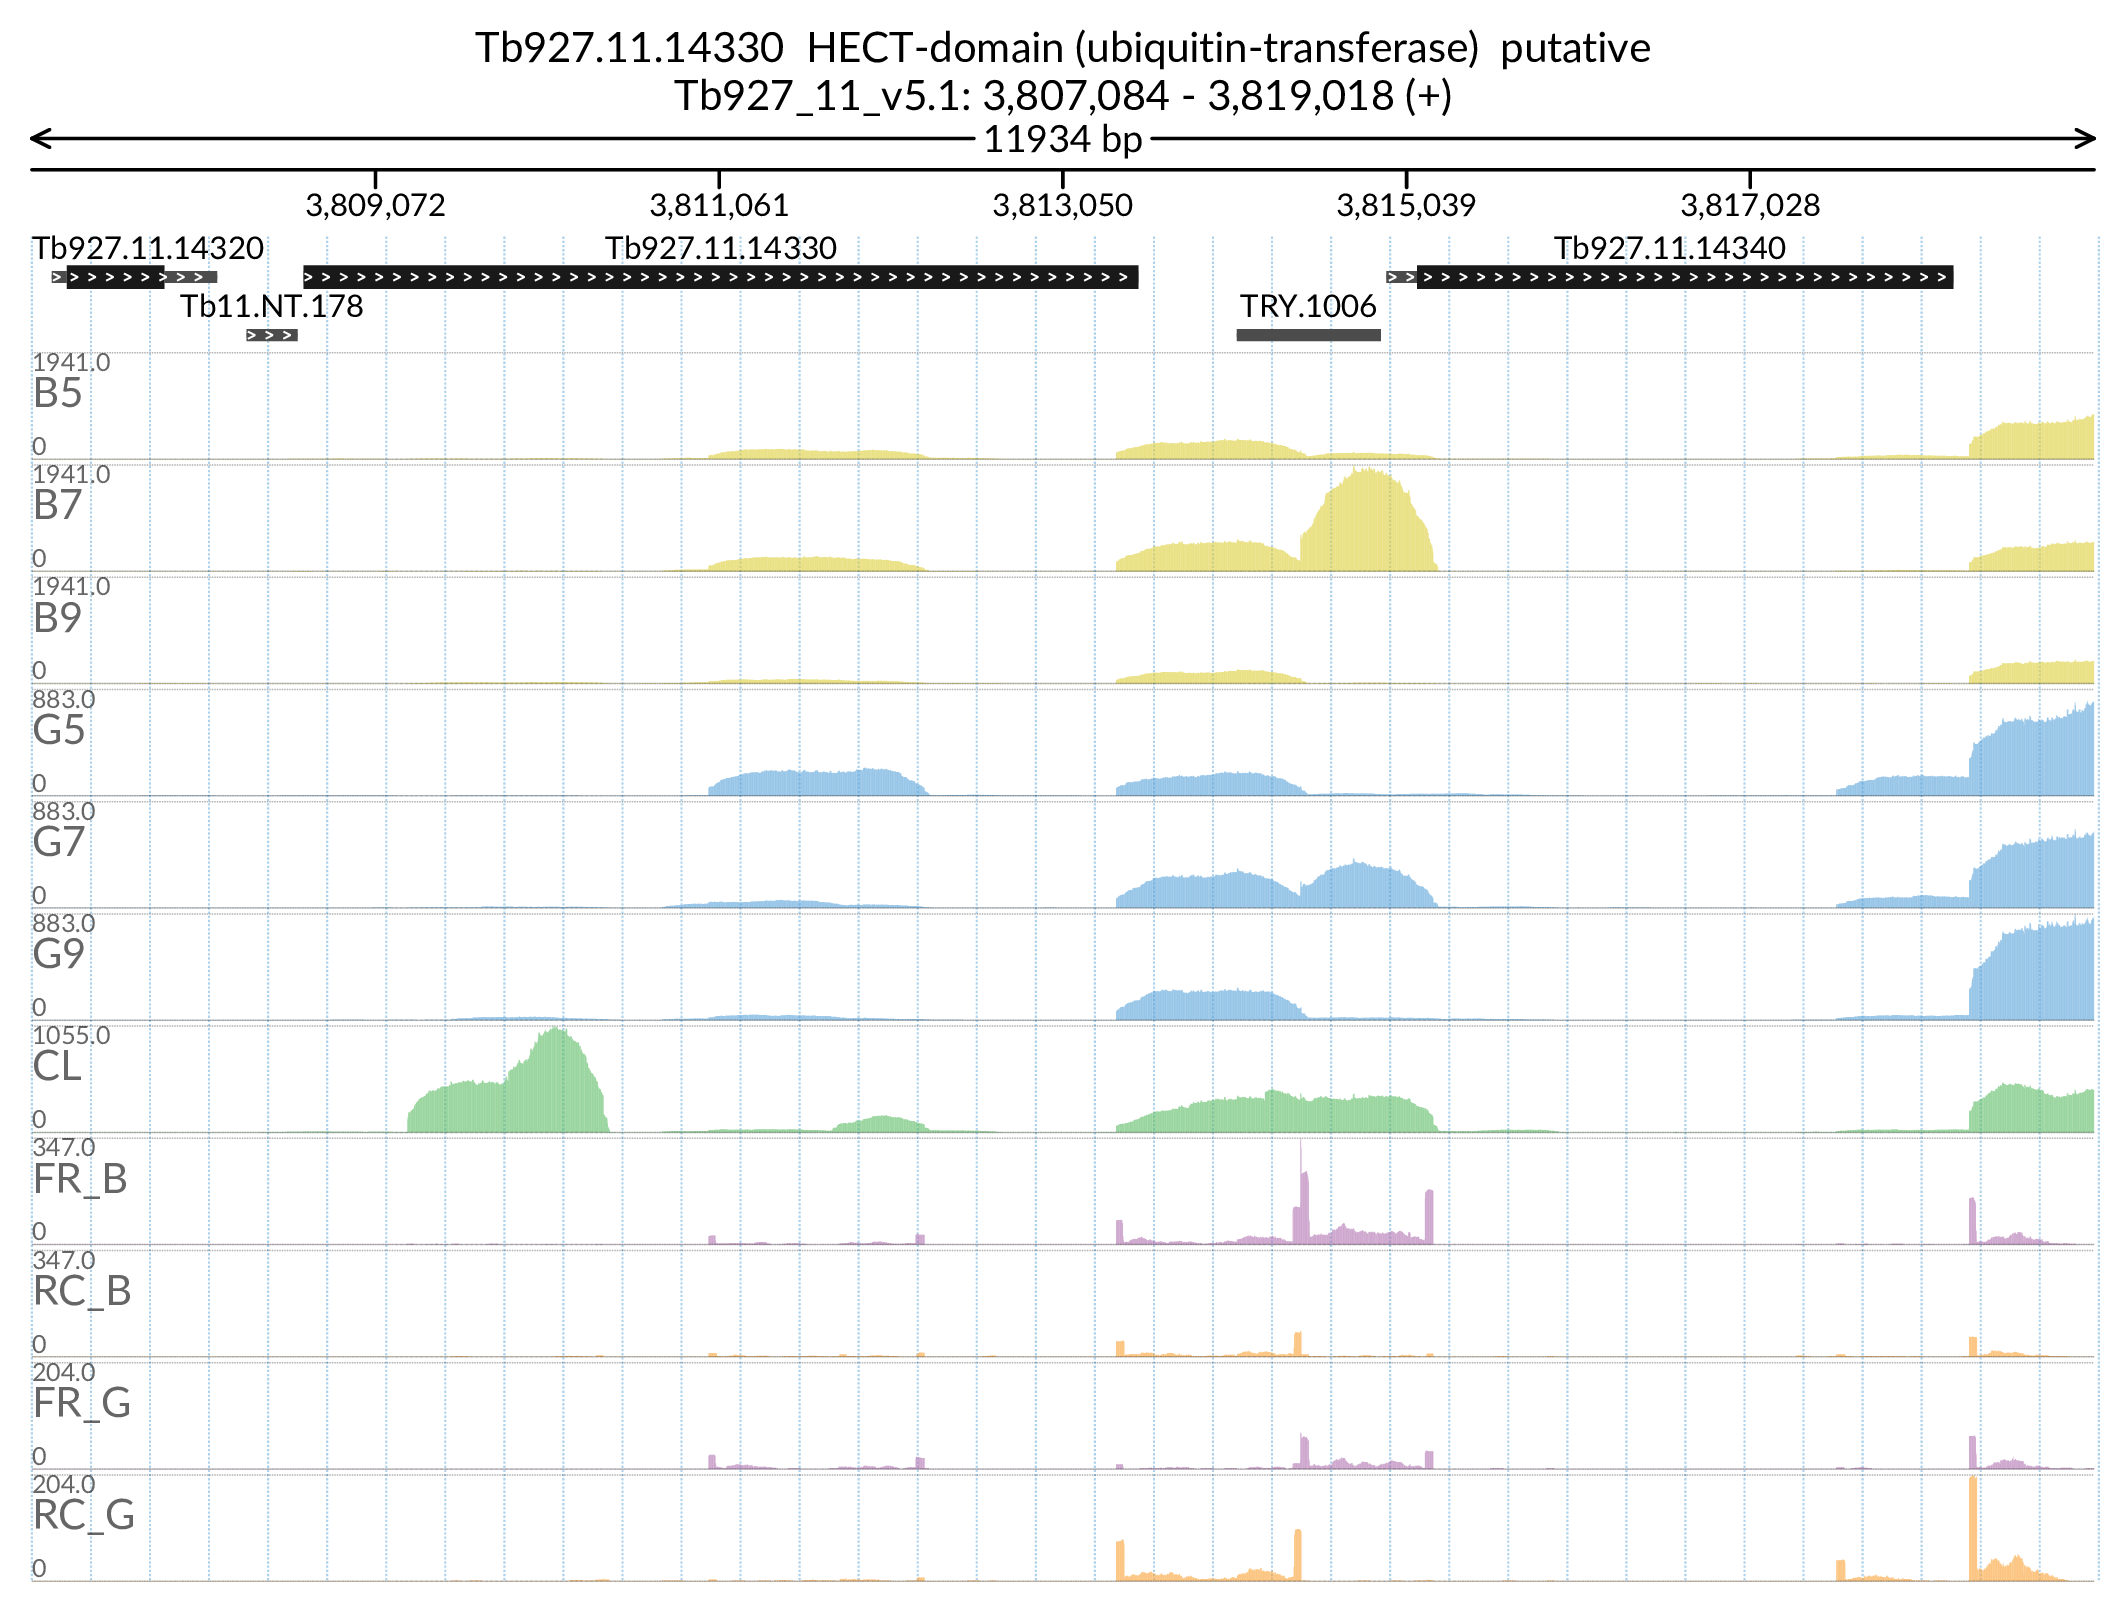 Tb927.11.14330 HECT-domain (ubiquitin-transferase) putative
Tb927_11_v5.1: 3,807,084 - 3,819,018 (+)
11934 bp
3,809,072 3,811,061 3,813,050 3,815,039 3,817,028
Tb927.11.14320 Tb927.11.14330 Tb927.11.14340
Tb11.NT.178 TRY.1006
1941.0
B5
0
1941.0
B7
0
1941.0
B9
0
883.0
G5
0
883.0
G7
0
883.0
G9
0
1055.0
CL
0
347.0
FR_B
0
347.0
RC_B
0
204.0
FR_G
0
204.0
RC_G
0